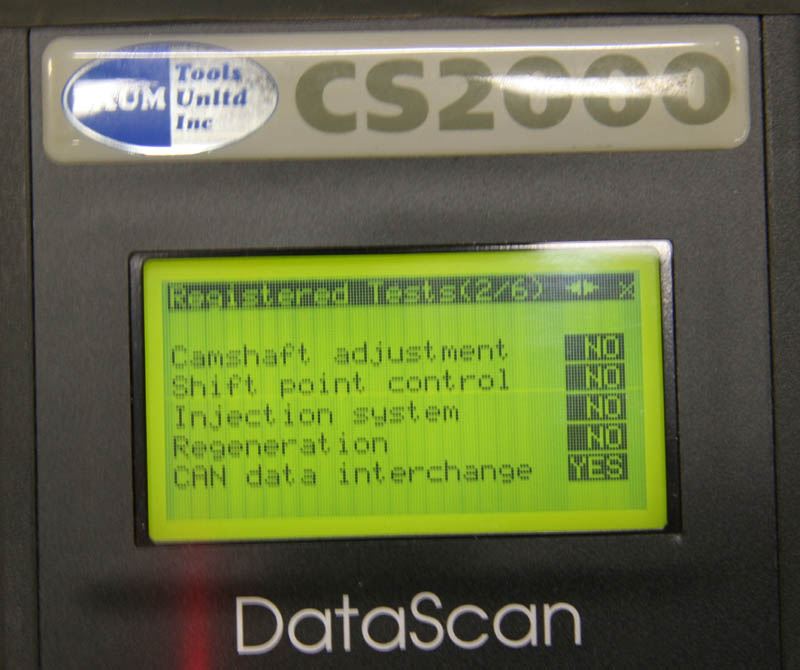 Tools
Unltd
Inc
CS2000
Registered Tests(2/6) ◀▶ X
Camshaft adjustment NO
Shift point control NO
Injection system NO
Regeneration NO
CAN data interchange YES
DataScan